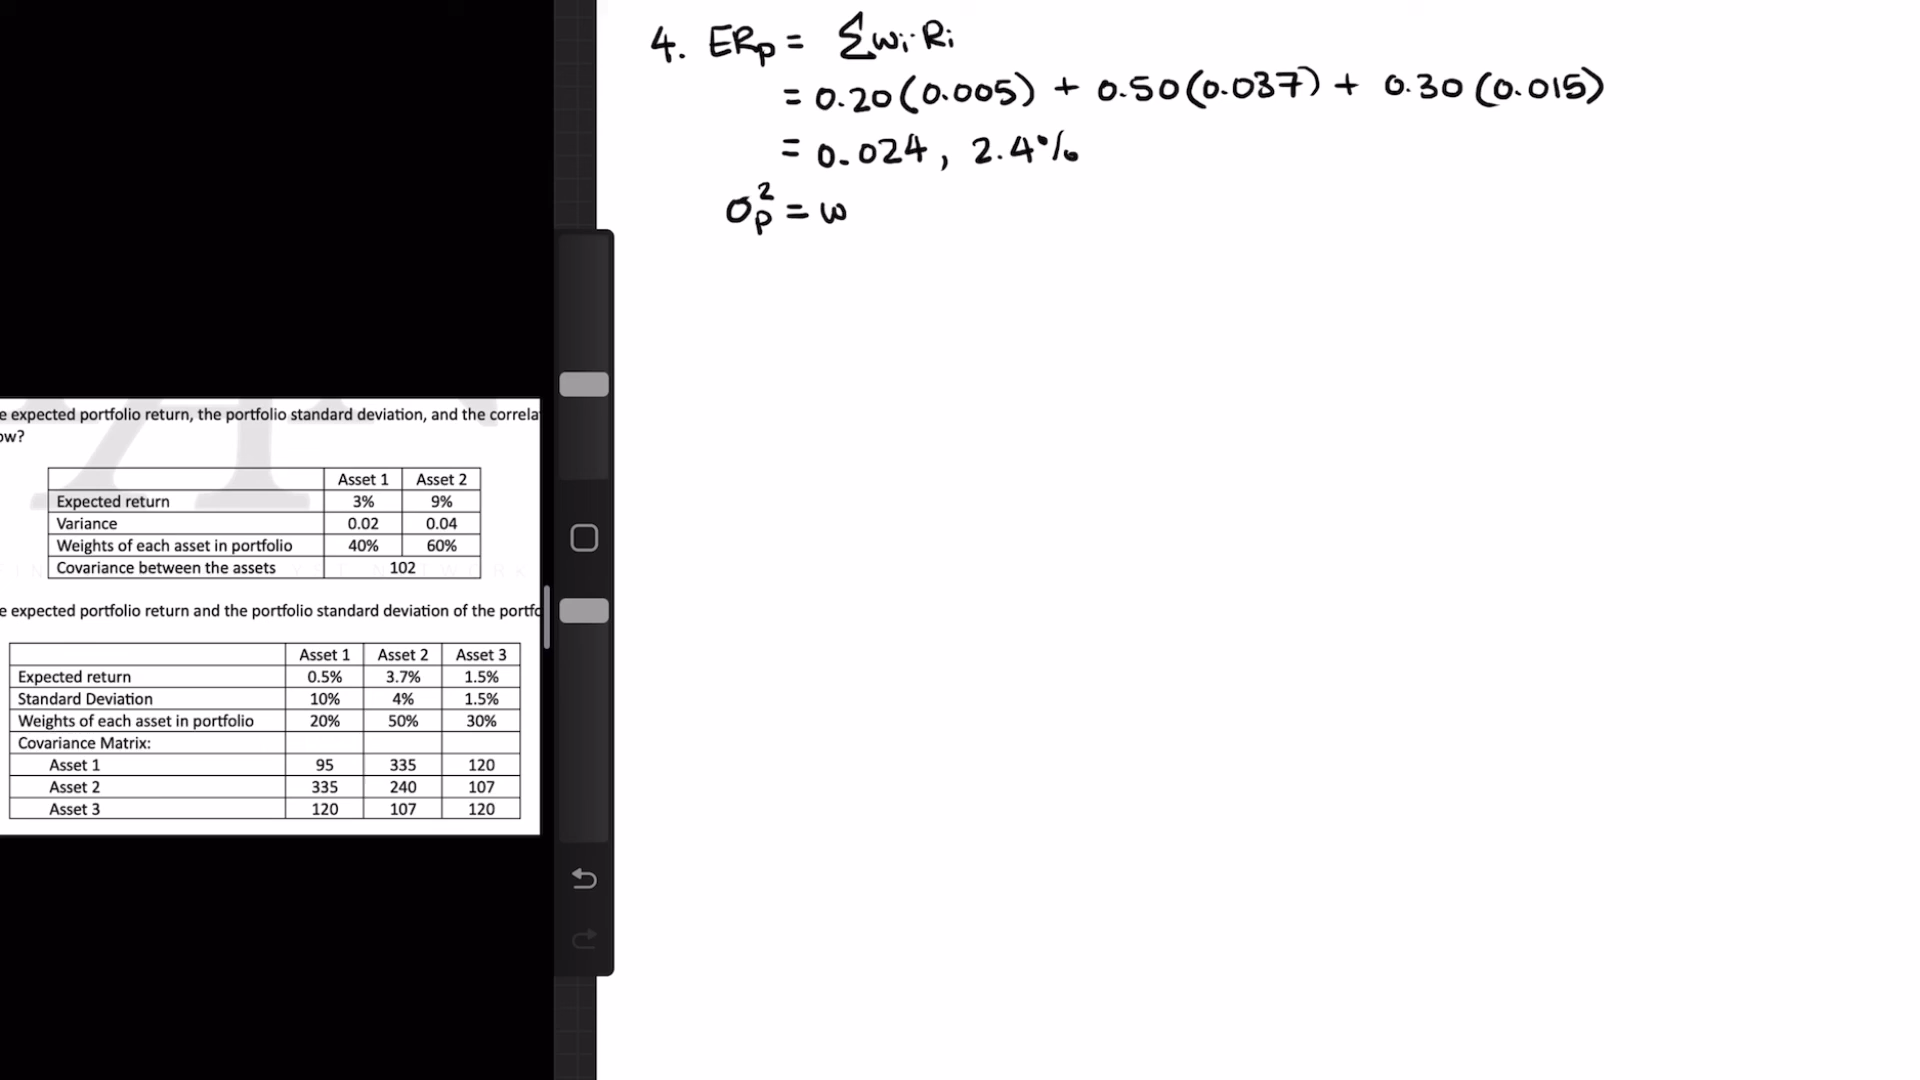 4. ERp = Σwi·Ri
= 0.20(0.005) + 0.50(0.037) + 0.30(0.015)
= 0.024, 2.4%
σp² = w
e expected portfolio return, the portfolio standard deviation, and the correla
ow?
Asset 1 Asset 2
Expected return 3% 9%
Variance 0.02 0.04
Weights of each asset in portfolio 40% 60%
Covariance between the assets 102
e expected portfolio return and the portfolio standard deviation of the portfo
Asset 1 Asset 2 Asset 3
Expected return 0.5% 3.7% 1.5%
Standard Deviation 10% 4% 1.5%
Weights of each asset in portfolio 20% 50% 30%
Covariance Matrix:
Asset 1 95 335 120
Asset 2 335 240 107
Asset 3 120 107 120